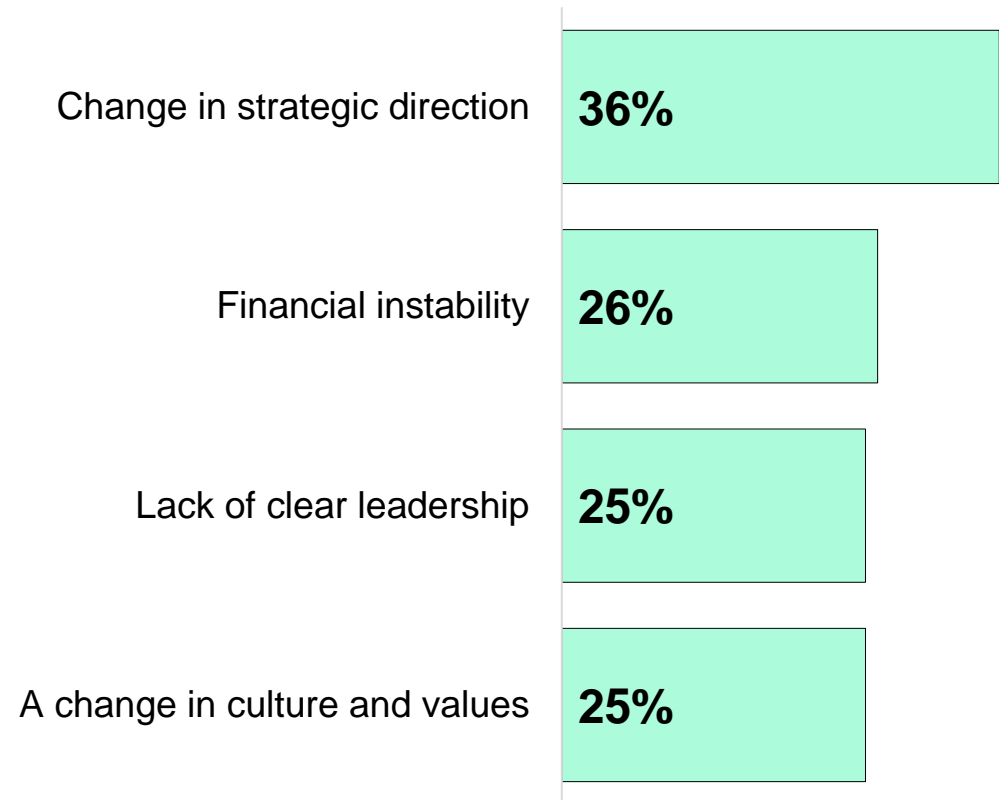 Change in strategic direction 36%
Financial instability 26%
Lack of clear leadership 25%
A change in culture and values 25%